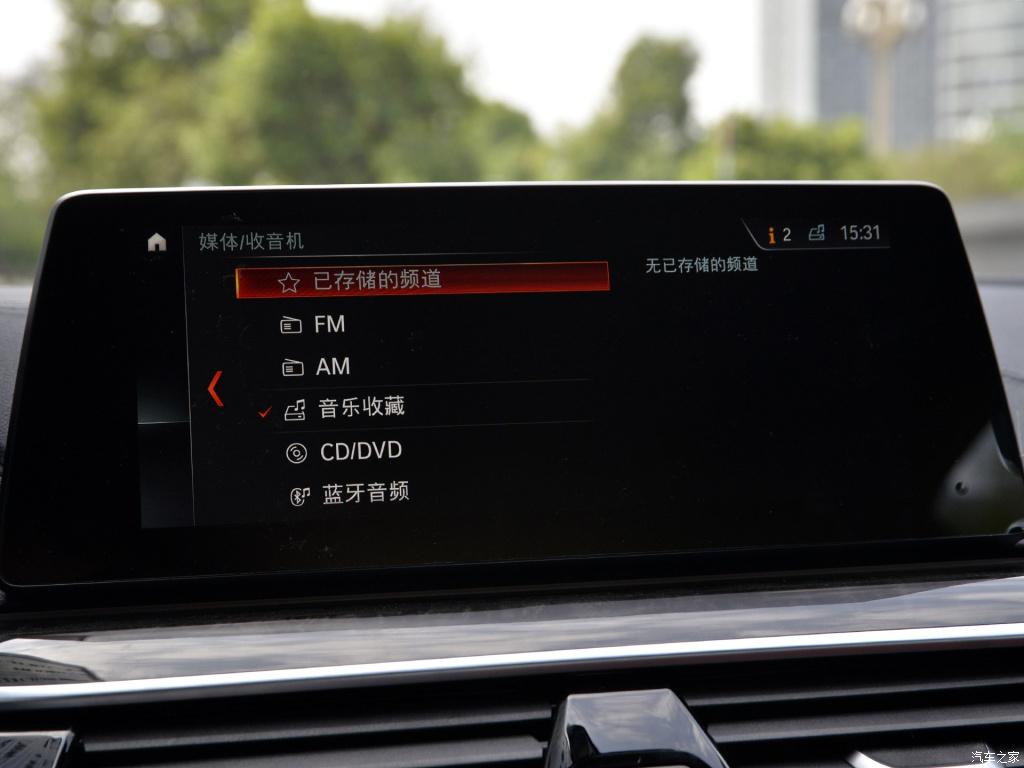 媒体/收音机
i 2 15:31
已存储的频道
无已存储的频道
FM
AM
音乐收藏
CD/DVD
蓝牙音频
汽车之家